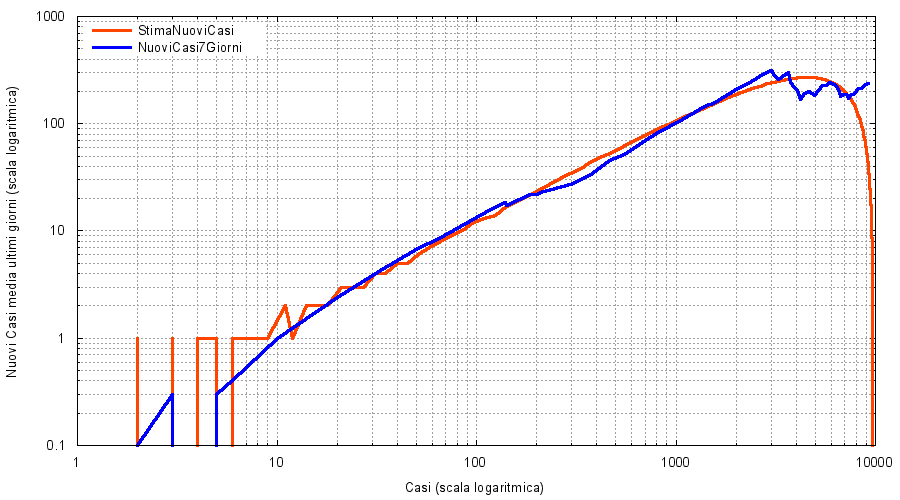 1000
StimaNuoviCasi
NuoviCasi7Giorni
100
10
1
0.1
1 10 100 1000 10000
Nuovi Casi media ultimi giorni (scala logaritmica)
Casi (scala logaritmica)